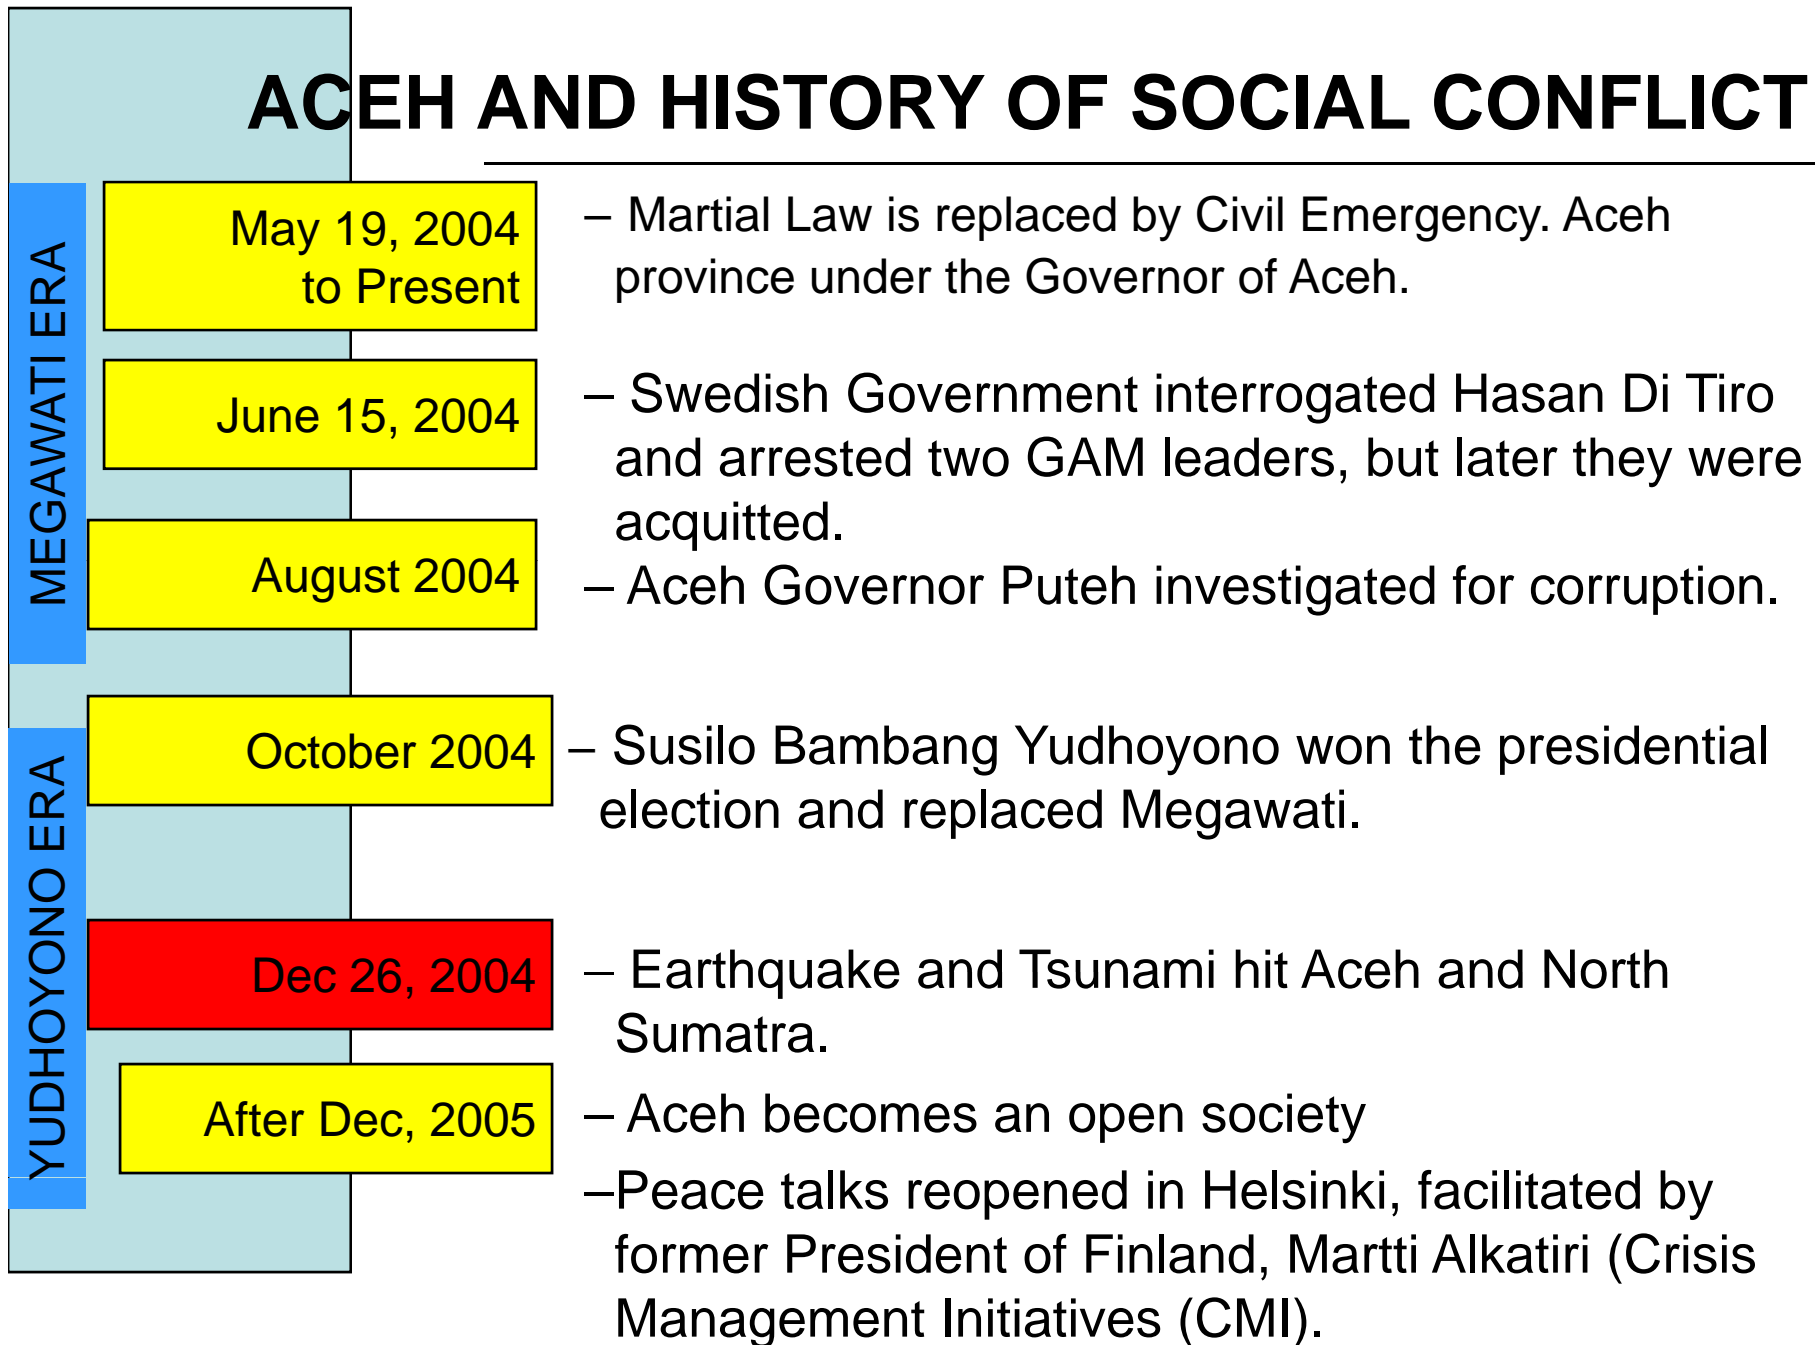 ACEH AND HISTORY OF SOCIAL CONFLICT
MEGAWATI ERA
May 19, 2004
to Present
– Martial Law is replaced by Civil Emergency. Aceh
province under the Governor of Aceh.
June 15, 2004
– Swedish Government interrogated Hasan Di Tiro
and arrested two GAM leaders, but later they were
acquitted.
August 2004
– Aceh Governor Puteh investigated for corruption.
YUDHOYONO ERA
October 2004
– Susilo Bambang Yudhoyono won the presidential
election and replaced Megawati.
Dec 26, 2004
– Earthquake and Tsunami hit Aceh and North
Sumatra.
After Dec, 2005
– Aceh becomes an open society
–Peace talks reopened in Helsinki, facilitated by
former President of Finland, Martti Alkatiri (Crisis
Management Initiatives (CMI).